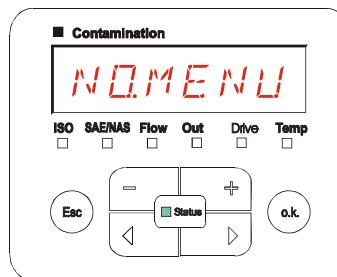 Contamination
NO.MENU
ISO SAE/NAS Flow Out Drive Temp
− +
Esc Status o.k.